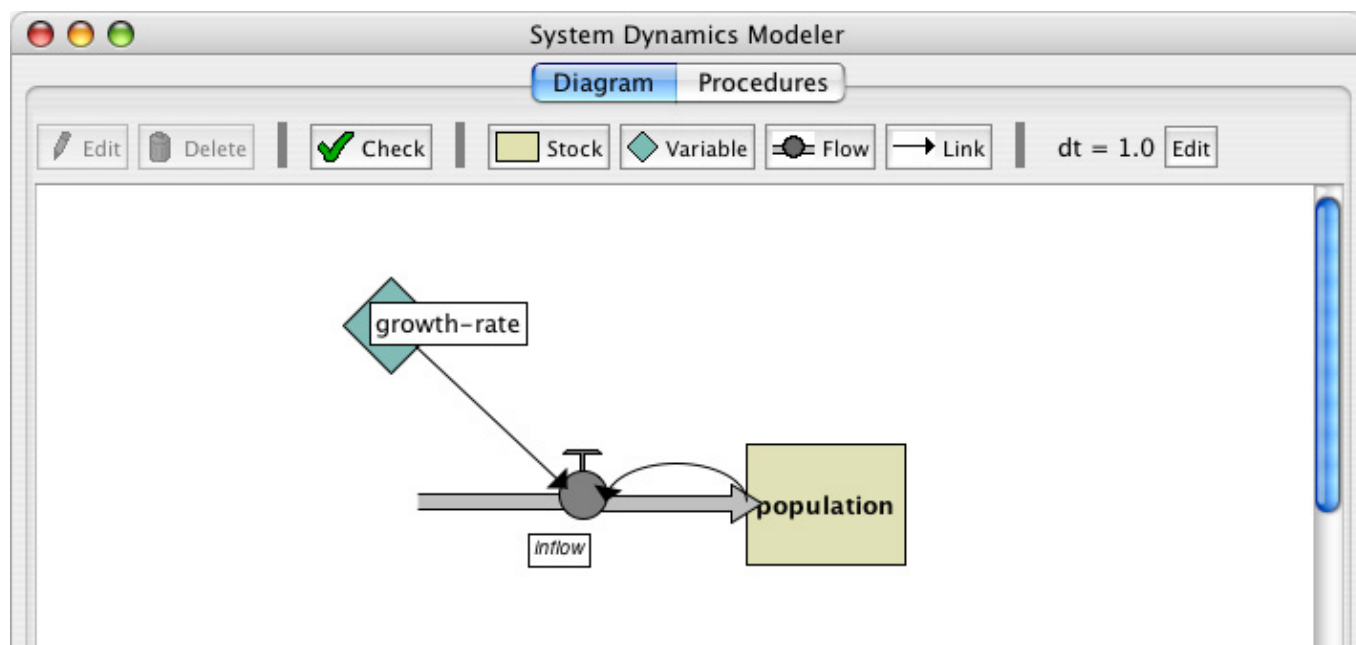 System Dynamics Modeler
Diagram Procedures
Edit Delete Check Stock Variable Flow Link dt = 1.0 Edit
growth-rate
population
inflow